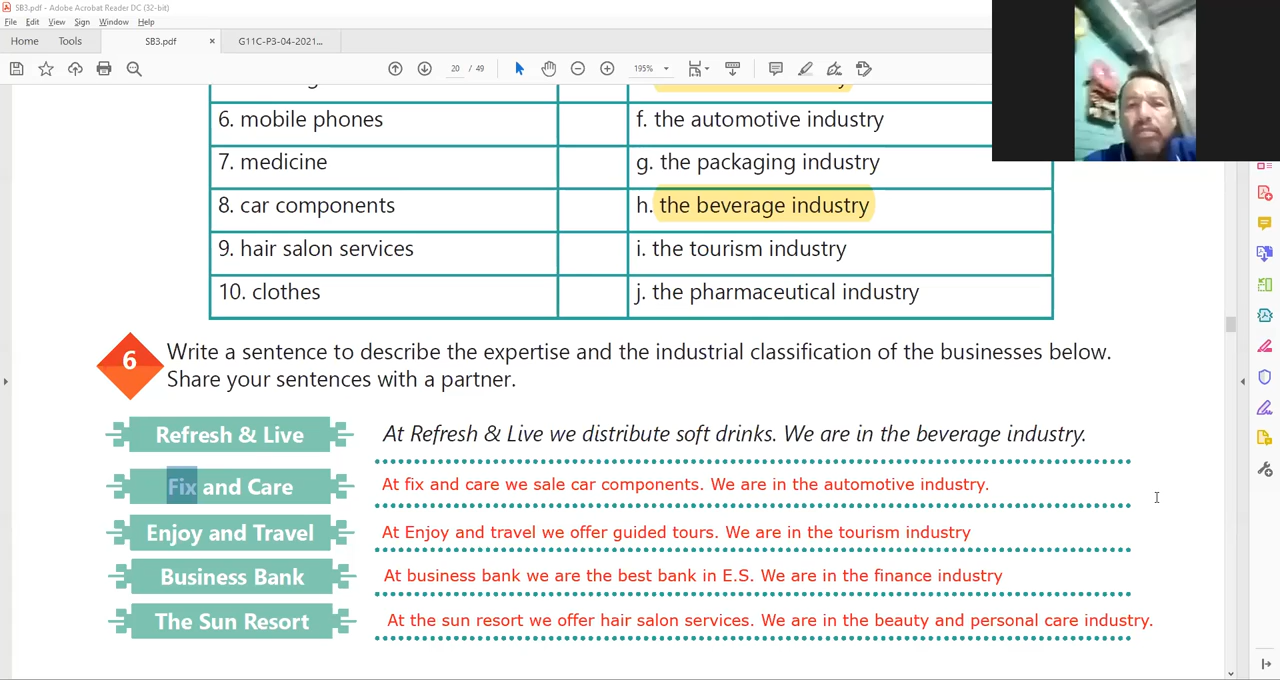 SB3.pdf - Adobe Acrobat Reader DC (32-bit)
File Edit View Sign Window Help
Home Tools SB3.pdf × G11C-P3-04-2021...
20 / 49 195%
6. mobile phones f. the automotive industry
7. medicine g. the packaging industry
8. car components h. the beverage industry
9. hair salon services i. the tourism industry
10. clothes j. the pharmaceutical industry
6 Write a sentence to describe the expertise and the industrial classification of the businesses below.
Share your sentences with a partner.
Refresh & Live At Refresh & Live we distribute soft drinks. We are in the beverage industry.
Fix and Care At fix and care we sale car components. We are in the automotive industry.
Enjoy and Travel At Enjoy and travel we offer guided tours. We are in the tourism industry
Business Bank At business bank we are the best bank in E.S. We are in the finance industry
The Sun Resort At the sun resort we offer hair salon services. We are in the beauty and personal care industry.